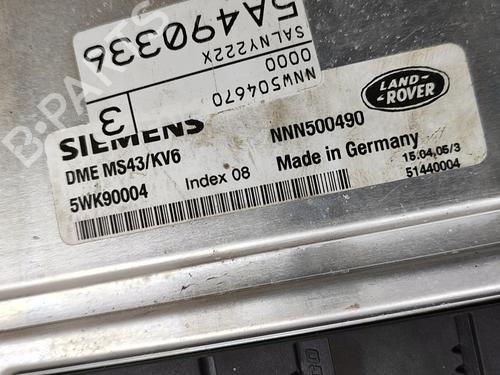 5A490336
SALNY222X
0000
NNW504670
3
SIEMENS
NNN500490
LAND-
ROVER
DME MS43/KV6
5WK90004
Index 08
Made in Germany
15.04.05/3
51440004
B-PARTS